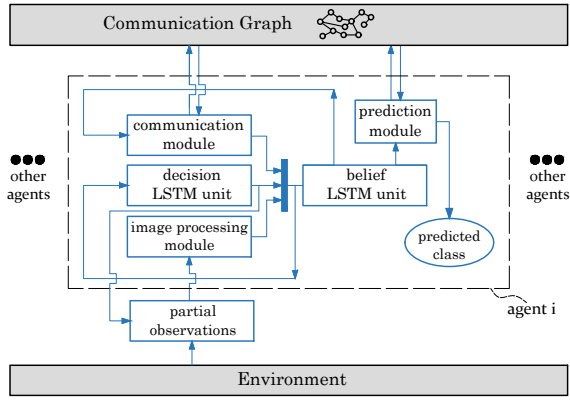 Communication Graph
communication
module
prediction
module
other
agents
decision
LSTM unit
belief
LSTM unit
other
agents
image processing
module
predicted
class
partial
observations
agent i
Environment